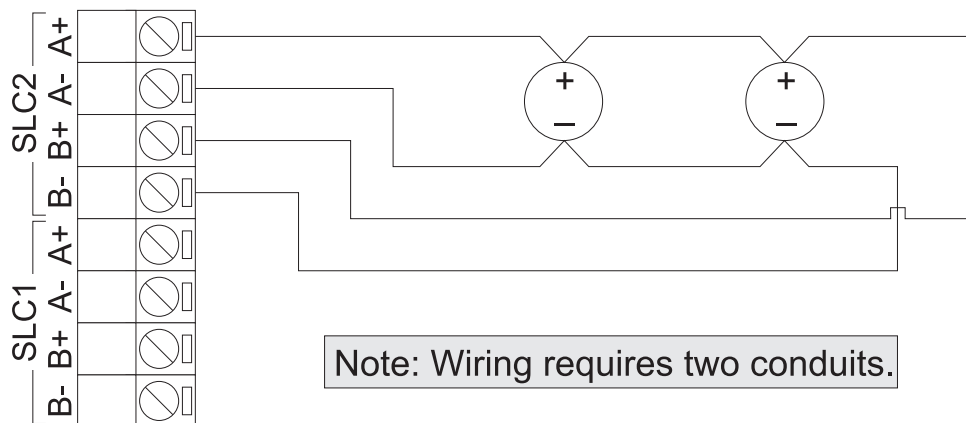 SLC2
A+
A-
B+
B-
SLC1
A+
A-
B+
B-
+
–
+
–
Note: Wiring requires two conduits.